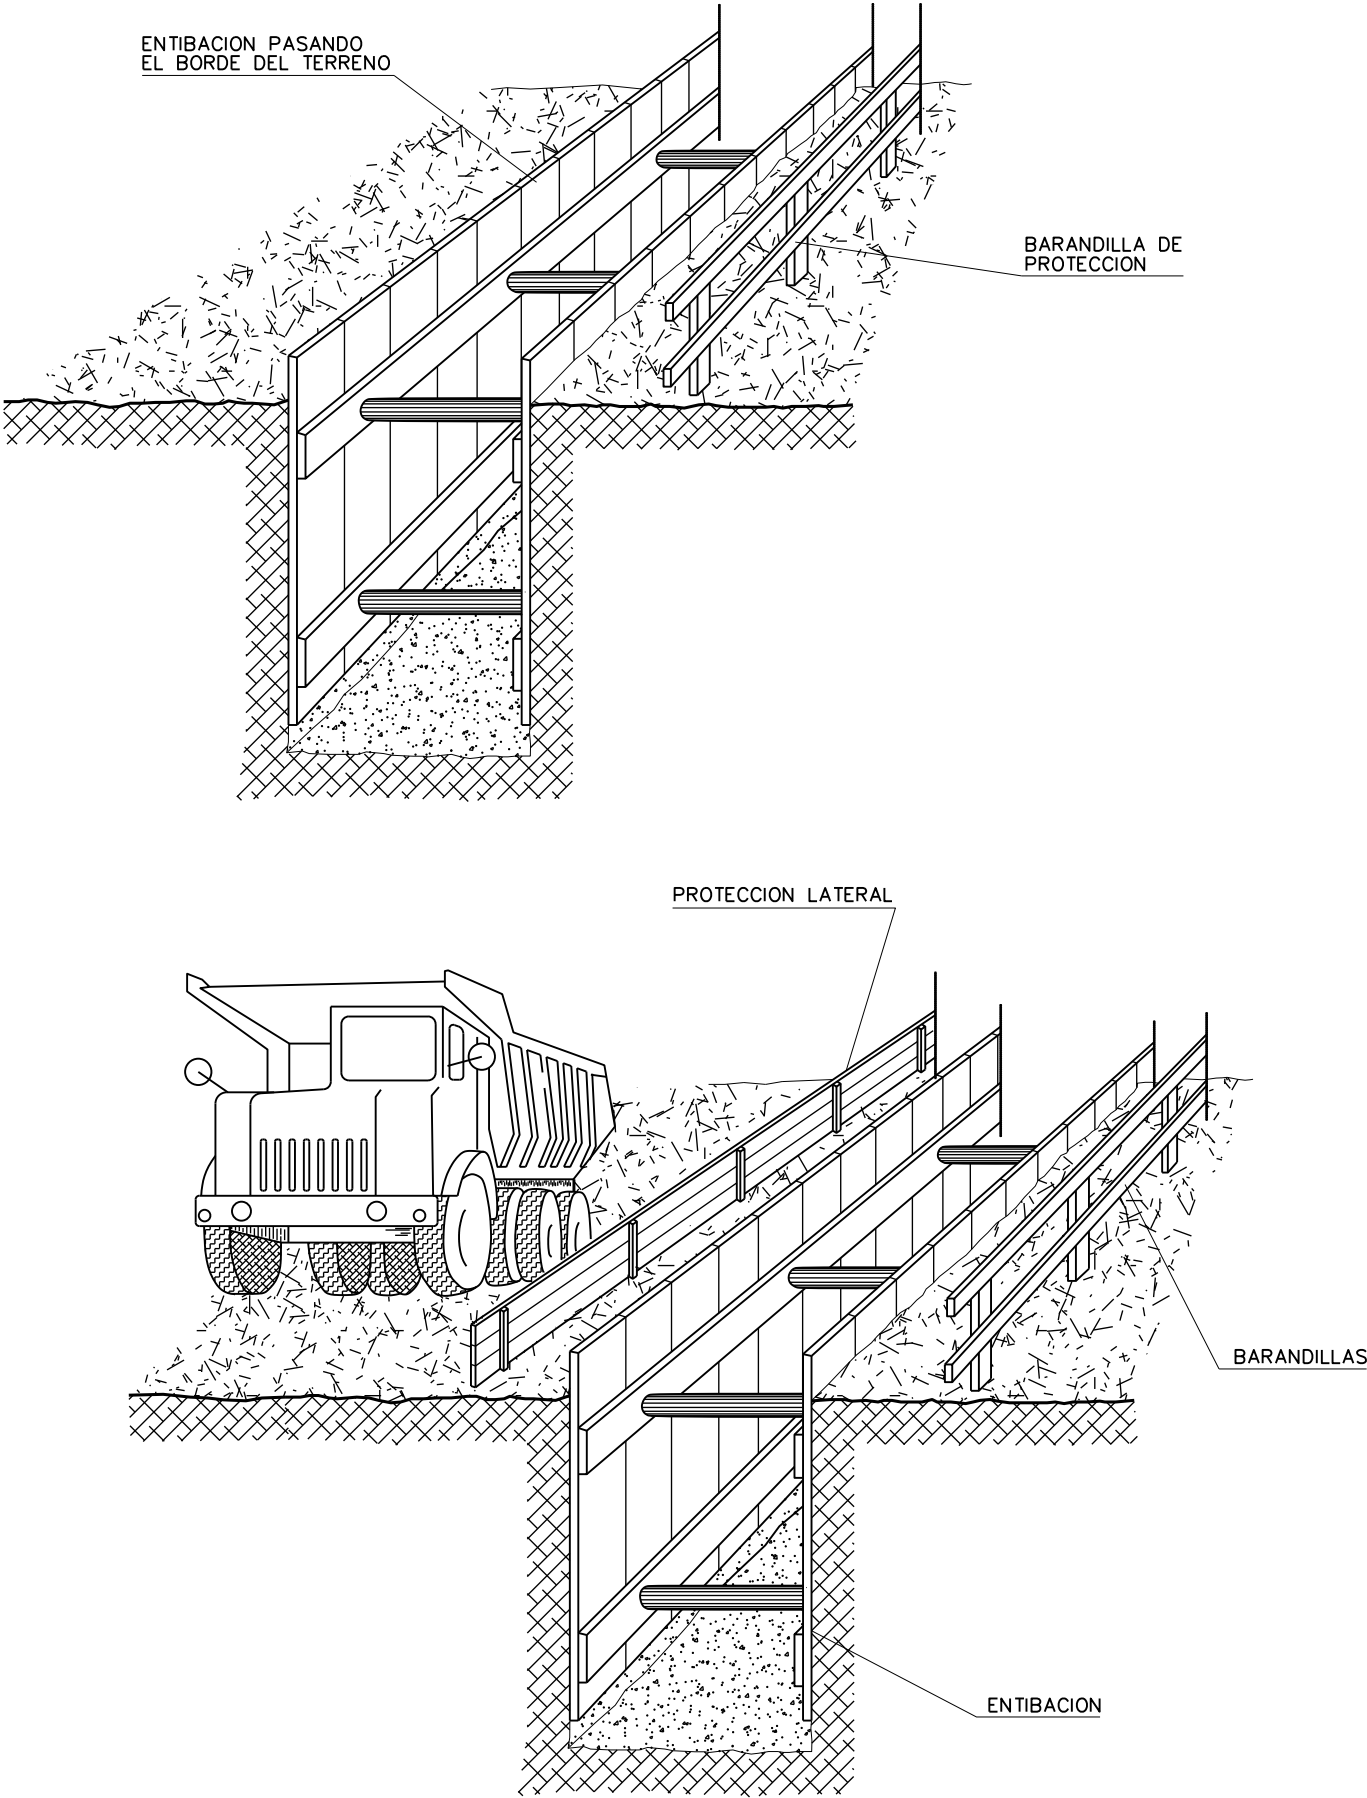 ENTIBACION PASANDO
EL BORDE DEL TERRENO
BARANDILLA DE
PROTECCION
PROTECCION LATERAL
BARANDILLAS
ENTIBACION